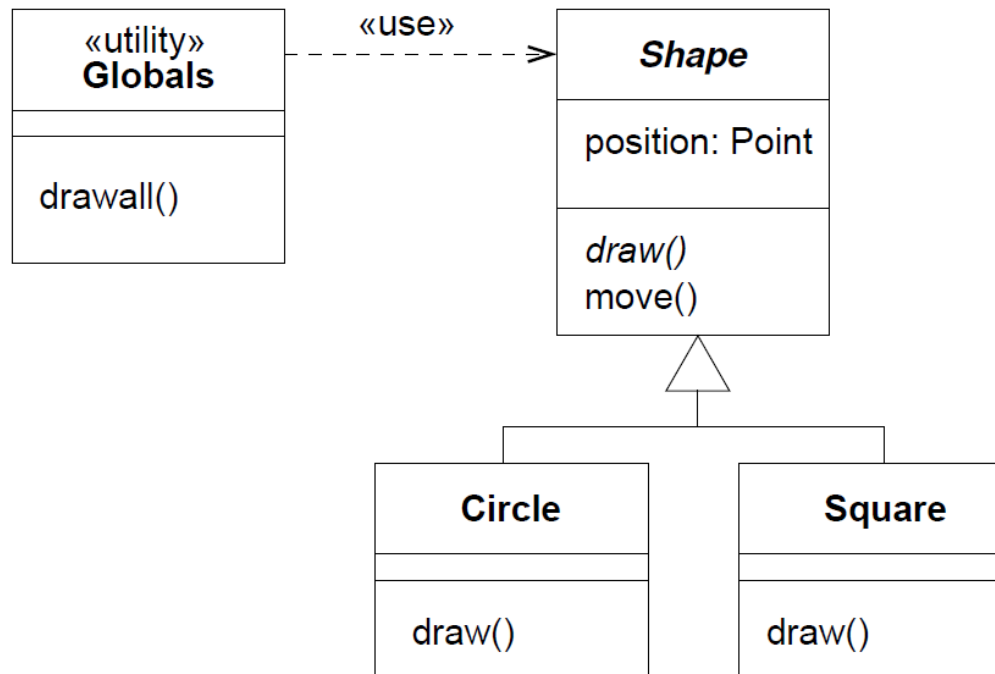 «utility»
Globals
drawall()
«use»
Shape
position: Point
draw()
move()
Circle
draw()
Square
draw()